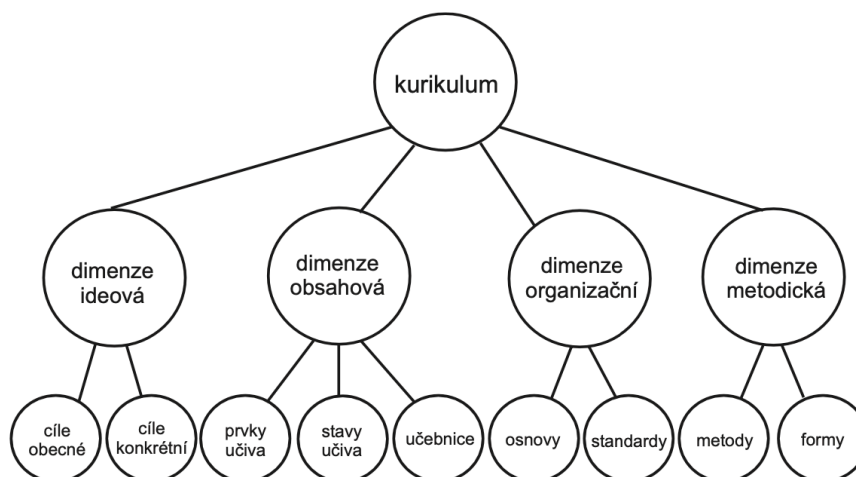 kurikulum
dimenze
ideová
dimenze
obsahová
dimenze
organizační
dimenze
metodická
cíle
obecné
cíle
konkrétní
prvky
učiva
stavy
učiva
učebnice
osnovy
standardy
metody
formy